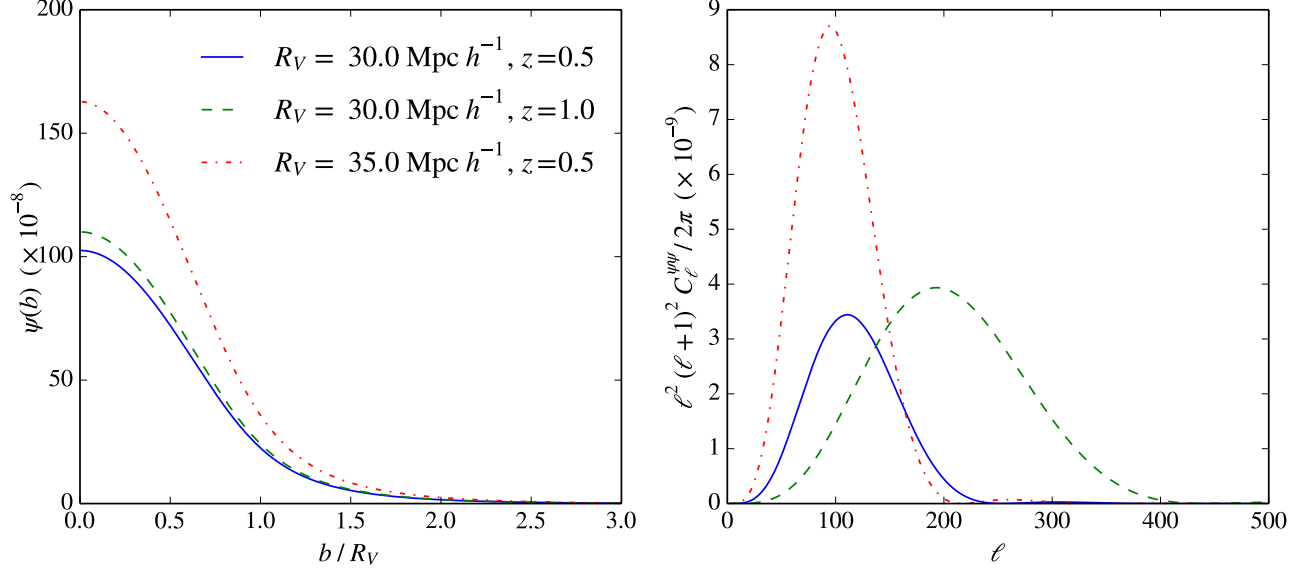 200
150
100
50
0
ψ(b) (×10⁻⁸)
R_V = 30.0 Mpc h⁻¹, z=0.5
R_V = 30.0 Mpc h⁻¹, z=1.0
R_V = 35.0 Mpc h⁻¹, z=0.5
0.0 0.5 1.0 1.5 2.0 2.5 3.0
b / R_V
9
8
7
6
5
4
3
2
1
0
ℓ² (ℓ+1)² C_ℓ^ψψ / 2π (×10⁻⁹)
0 100 200 300 400 500
ℓ